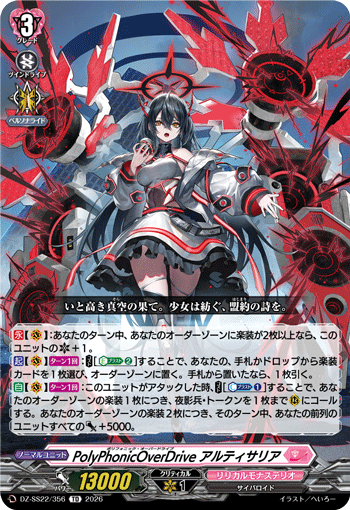 3
グレード
ツインドライブ
ペルソナライド
いと高き真空の果て。少女は紡ぐ、盟約の詩を。
永【】:あなたのターン中、あなたのオーダーゾーンに楽装が2枚以上なら、このユニットの+1。
起【】ターン1回:【コスト】[ブラスト2]することで、あなたの、手札かドロップから楽装カードを1枚選び、オーダーゾーンに置く。手札から置いたなら、1枚引く。
自【】ターン1回:このユニットがアタックした時、【コスト】[ブラスト1]することで、あなたのオーダーゾーンの楽装1枚につき、夜影兵・トークンを1枚まで(R)にコールする。あなたのオーダーゾーンの楽装2枚につき、そのターン中、あなたの前列のユニットすべての+5000。
ノーマルユニット
ポリフォニック・オーバードライブ
PolyPhonicOverDrive アルティサリア
パワー 13000
クリティカル
1
リリカルモナステリオ
サイバロイド
DZ-SS22/356 TD 2026
イラスト/へいろー